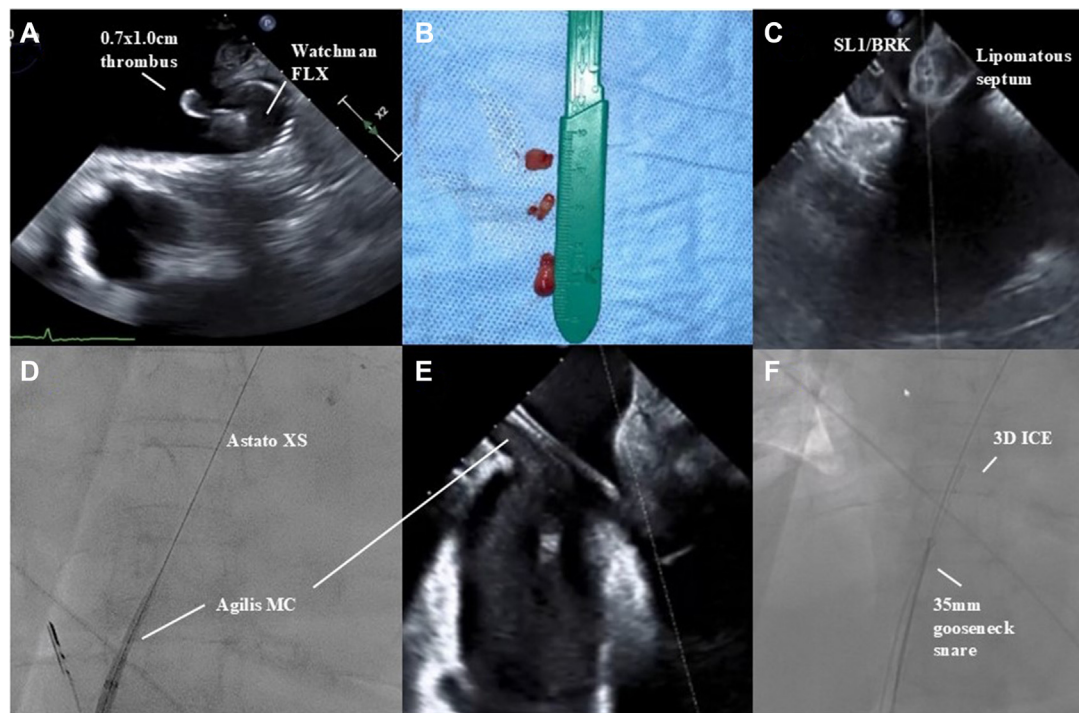 A
0.7x1.0cm
thrombus
Watchman
FLX
X2
B
C
SL1/BRK
Lipomatous
septum
D
Astato XS
Agilis MC
E
F
3D ICE
35mm
gooseneck
snare